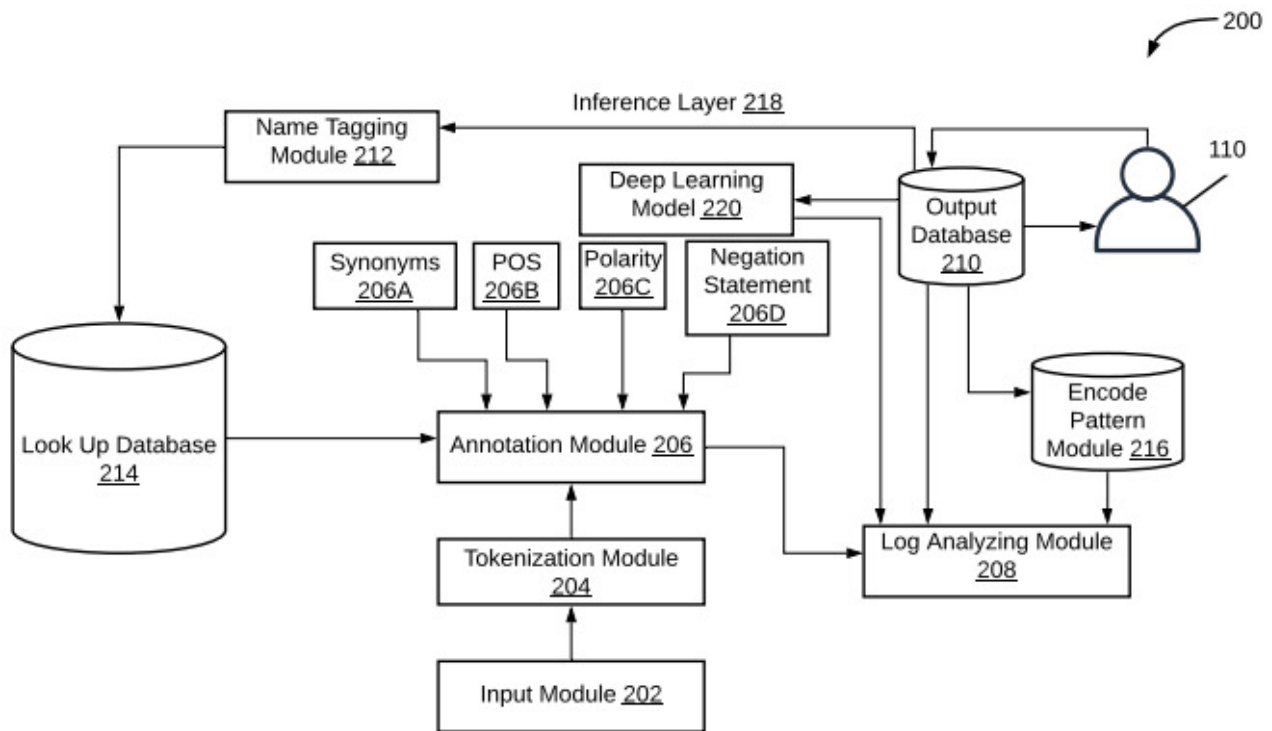 200
Inference Layer 218
Name Tagging
Module 212
110
Deep Learning
Model 220
Output
Database
210
Synonyms
206A
POS
206B
Polarity
206C
Negation
Statement
206D
Encode
Pattern
Module 216
Look Up Database
214
Annotation Module 206
Tokenization Module
204
Log Analyzing Module
208
Input Module 202